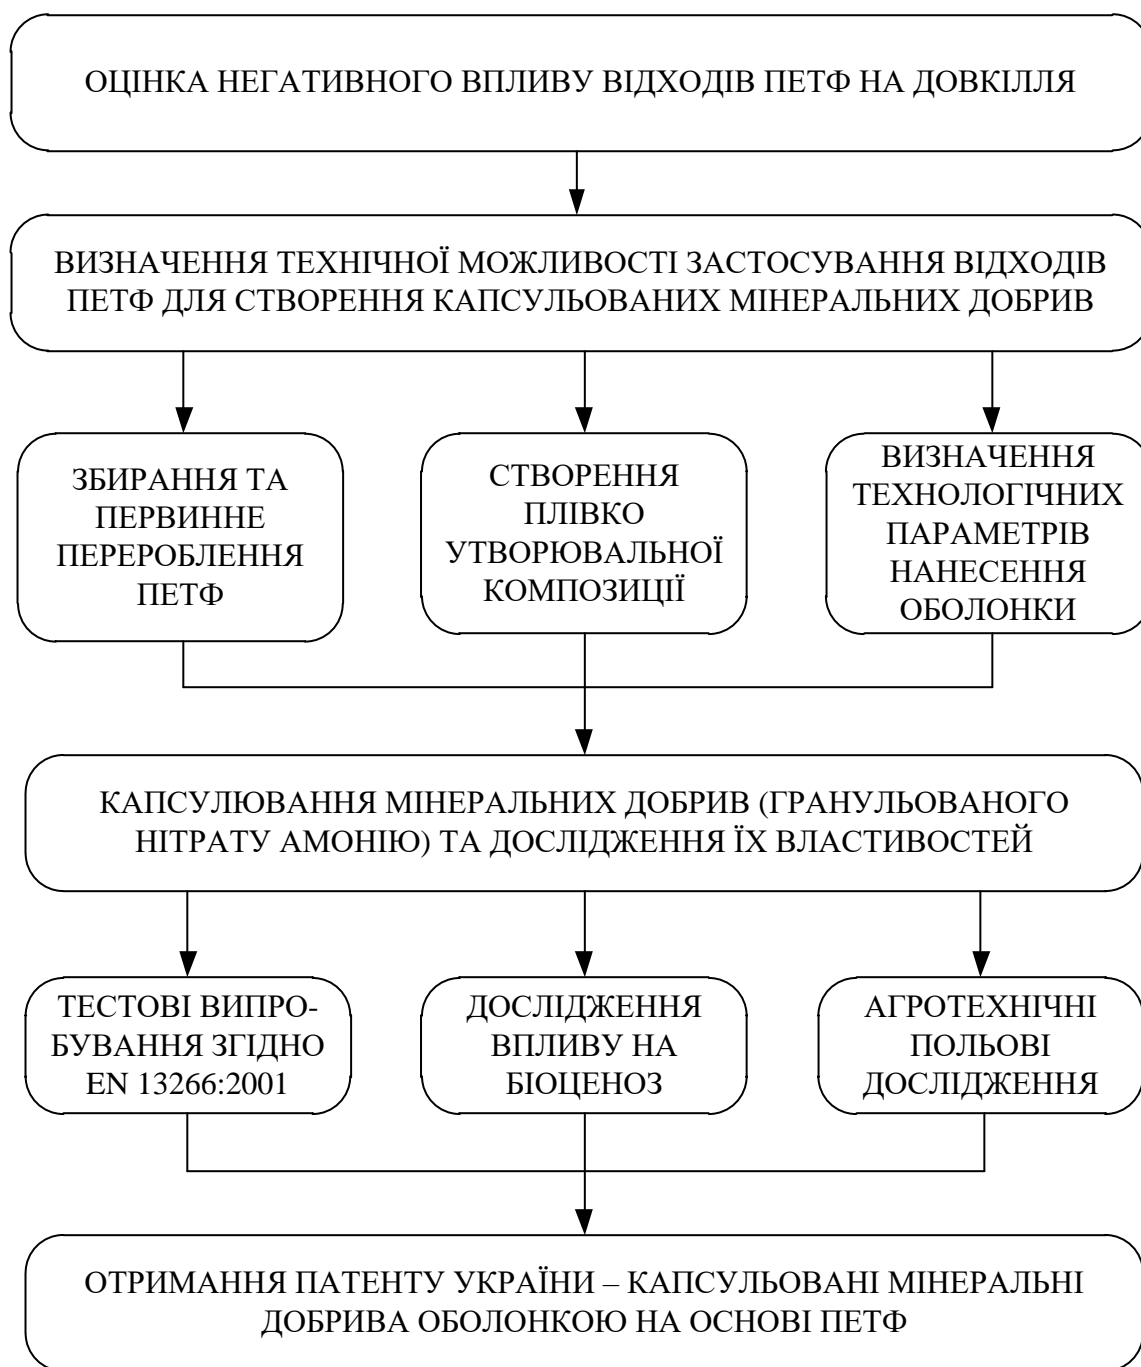 ОЦІНКА НЕГАТИВНОГО ВПЛИВУ ВІДХОДІВ ПЕТФ НА ДОВКІЛЛЯ
ВИЗНАЧЕННЯ ТЕХНІЧНОЇ МОЖЛИВОСТІ ЗАСТОСУВАННЯ ВІДХОДІВ
ПЕТФ ДЛЯ СТВОРЕННЯ КАПСУЛЬОВАНИХ МІНЕРАЛЬНИХ ДОБРИВ
ЗБИРАННЯ ТА
ПЕРВИННЕ
ПЕРЕРОБЛЕННЯ
ПЕТФ
СТВОРЕННЯ
ПЛІВКО
УТВОРЮВАЛЬНОЇ
КОМПОЗИЦІЇ
ВИЗНАЧЕННЯ
ТЕХНОЛОГІЧНИХ
ПАРАМЕТРІВ
НАНЕСЕННЯ
ОБОЛОНКИ
КАПСУЛЮВАННЯ МІНЕРАЛЬНИХ ДОБРИВ (ГРАНУЛЬОВАНОГО
НІТРАТУ АМОНІЮ) ТА ДОСЛІДЖЕННЯ ЇХ ВЛАСТИВОСТЕЙ
ТЕСТОВІ ВИПРО-
БУВАННЯ ЗГІДНО
EN 13266:2001
ДОСЛІДЖЕННЯ
ВПЛИВУ НА
БІОЦЕНОЗ
АГРОТЕХНІЧНІ
ПОЛЬОВІ
ДОСЛІДЖЕННЯ
ОТРИМАННЯ ПАТЕНТУ УКРАЇНИ – КАПСУЛЬОВАНІ МІНЕРАЛЬНІ
ДОБРИВА ОБОЛОНКОЮ НА ОСНОВІ ПЕТФ